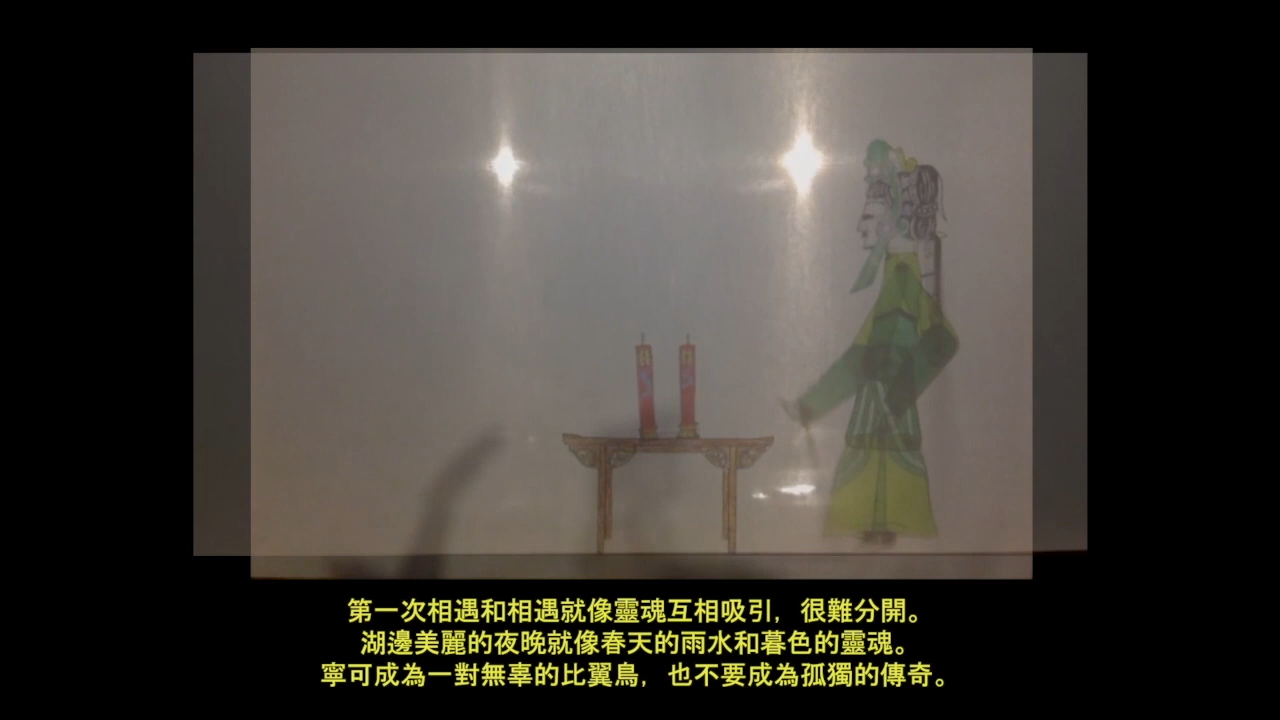 第一次相遇和相遇就像靈魂互相吸引，很難分開。
湖邊美麗的夜晚就像春天的雨水和暮色的靈魂。
寧可成為一對無辜的比翼鳥，也不要成為孤獨的傳奇。